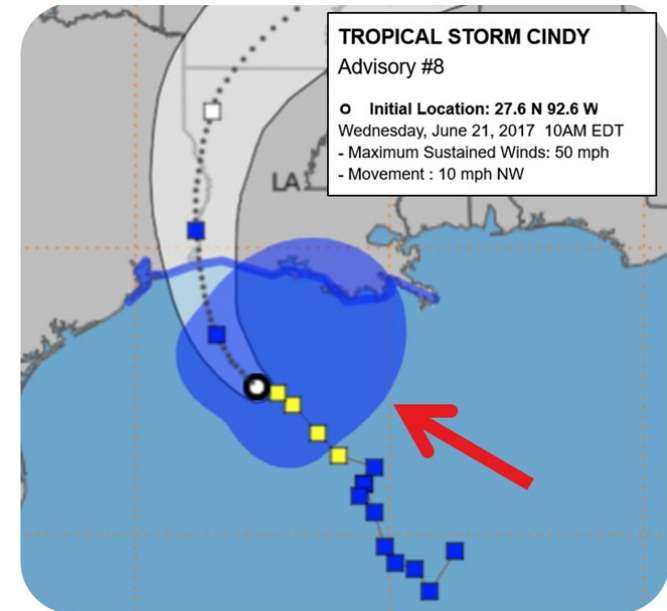 TROPICAL STORM CINDY
Advisory #8
o Initial Location: 27.6 N 92.6 W
Wednesday, June 21, 2017 10AM EDT
- Maximum Sustained Winds: 50 mph
- Movement : 10 mph NW
LA